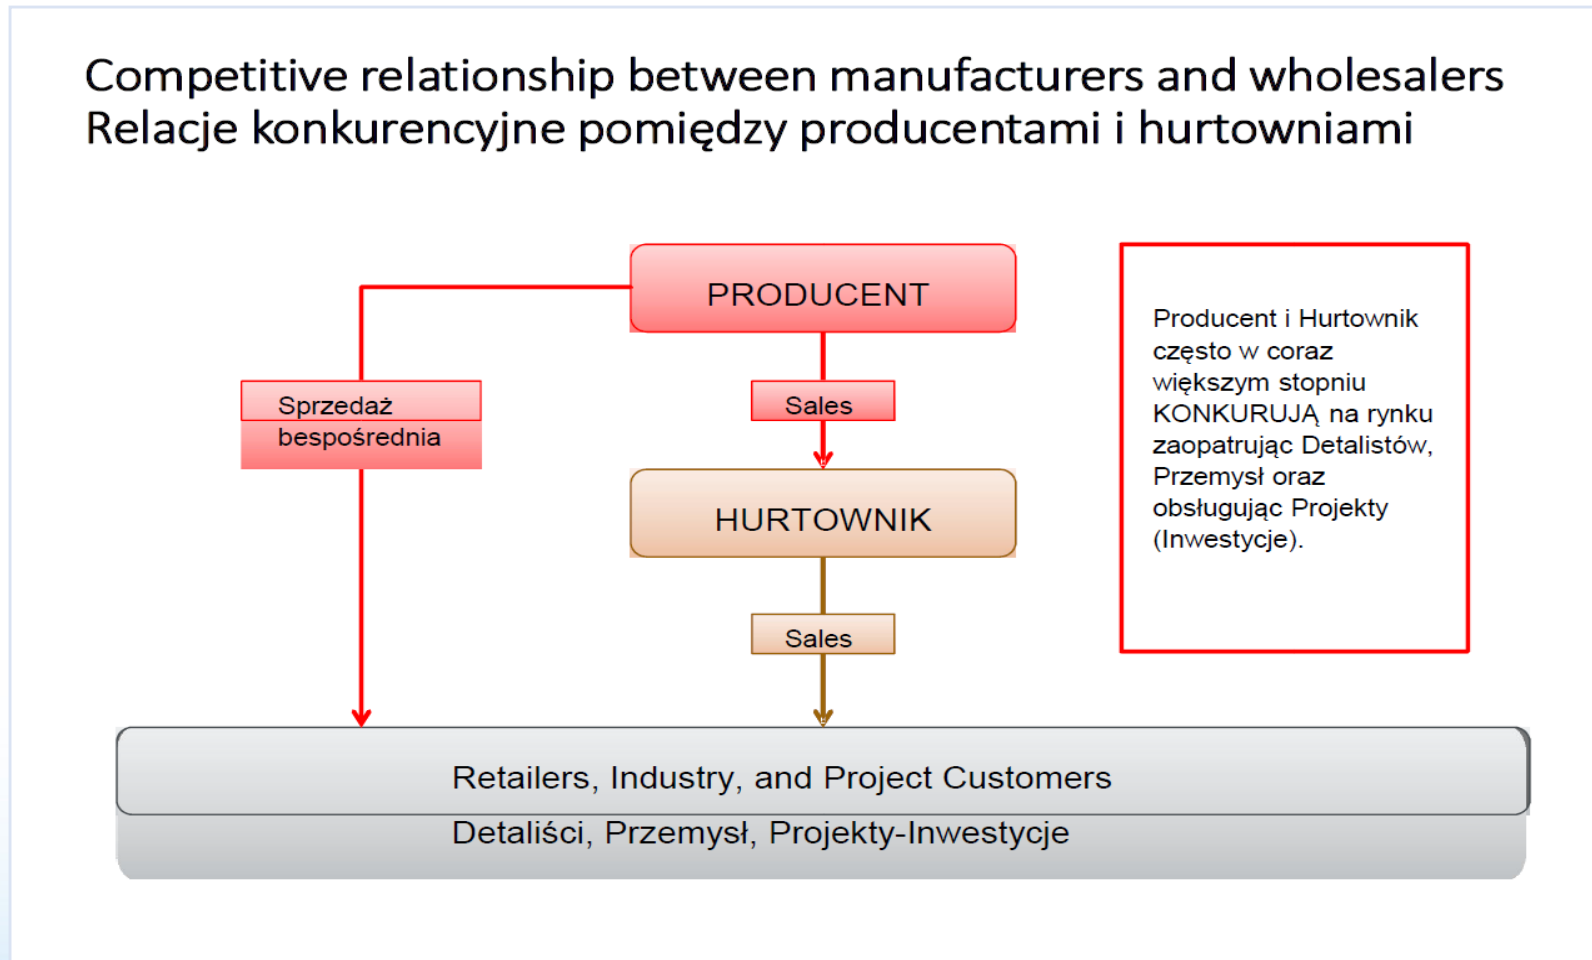 Competitive relationship between manufacturers and wholesalers
Relacje konkurencyjne pomiędzy producentami i hurtowniami
PRODUCENT
Sprzedaż
bespośrednia
Sales
HURTOWNIK
Sales
Producent i Hurtownik
często w coraz
większym stopniu
KONKURUJĄ na rynku
zaopatrując Detalistów,
Przemysł oraz
obsługując Projekty
(Inwestycje).
Retailers, Industry, and Project Customers
Detaliści, Przemysł, Projekty-Inwestycje